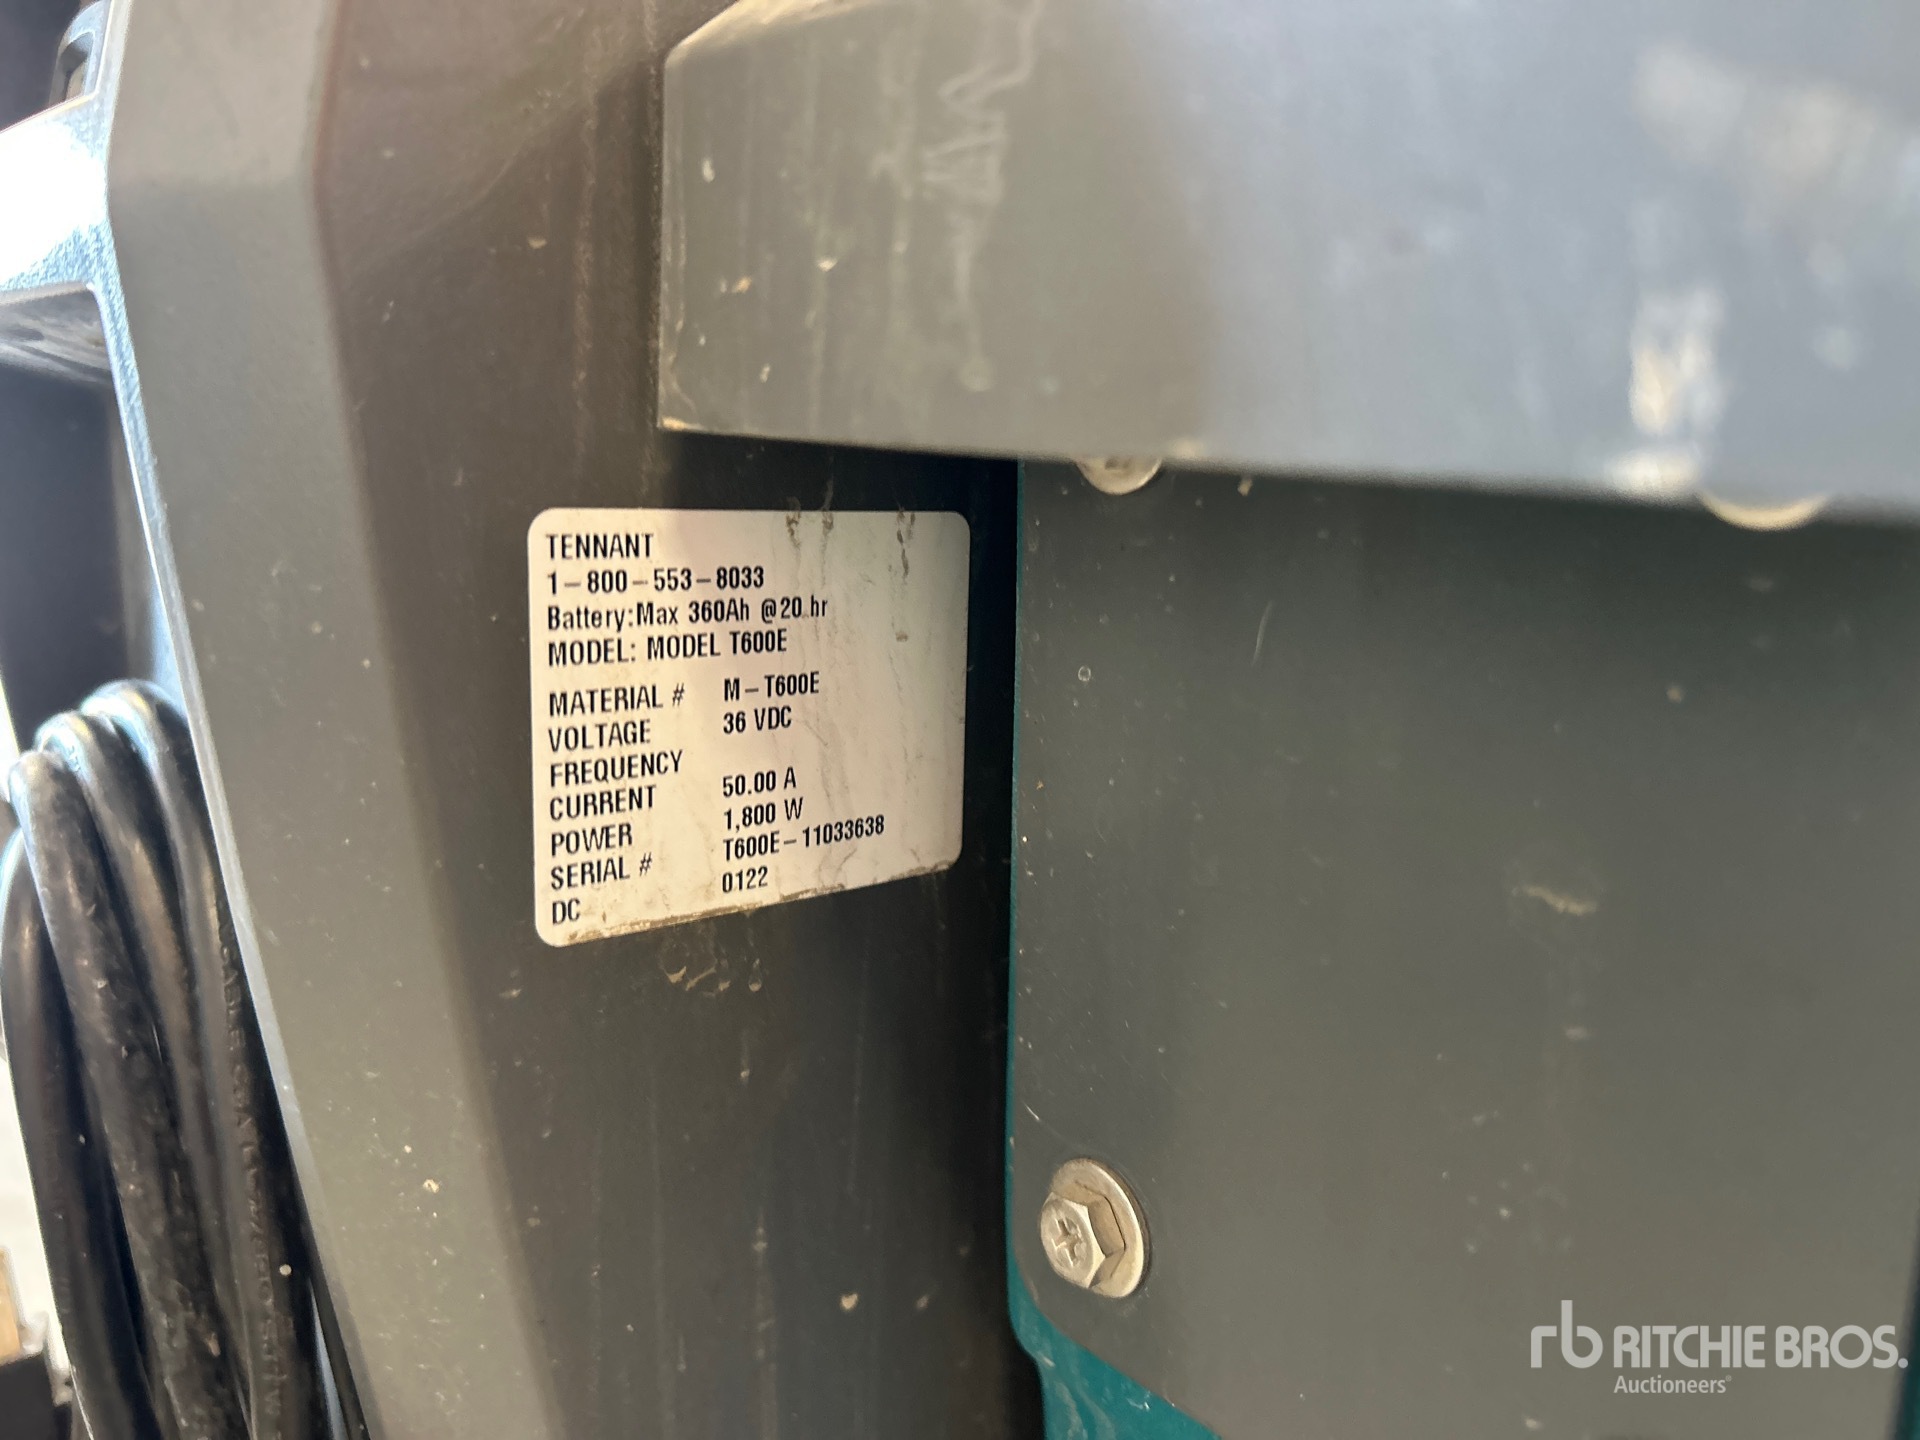 TENNANT
1-800-553-8033
Battery:Max 360Ah @20 hr
MODEL: MODEL T600E
MATERIAL # M-T600E
VOLTAGE 36 VDC
FREQUENCY
CURRENT 50.00 A
POWER 1,800 W
SERIAL # T600E-11033638
DC 0122
rb RITCHIE BROS.
Auctioneers